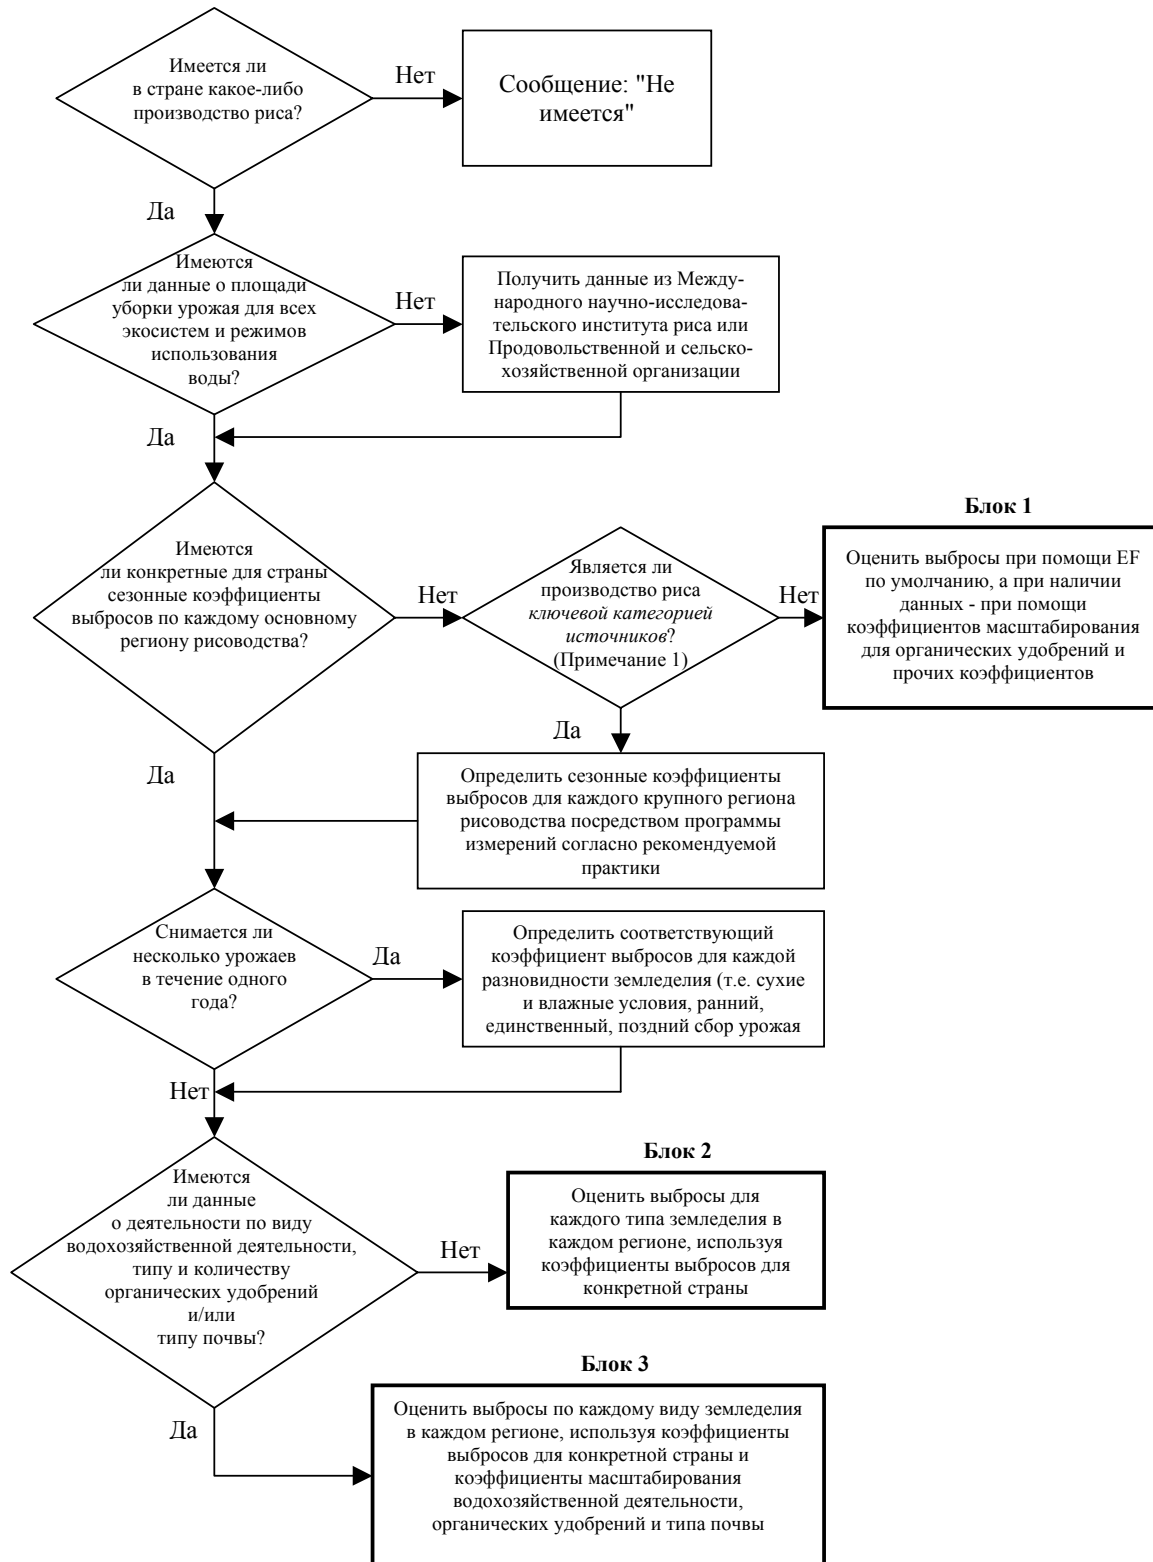 Имеется ли
в стране какое-либо
производство риса?
Нет
Сообщение: "Не
имеется"
Да
Имеются
ли данные о площади
уборки урожая для всех
экосистем и режимов
использования
воды?
Нет
Получить данные из Между-
народного научно-исследова-
тельского института риса или
Продовольственной и сельско-
хозяйственной организации
Да
Имеются
ли конкретные для страны
сезонные коэффициенты
выбросов по каждому основному
региону рисоводства?
Нет
Является ли
производство риса
ключевой категорией
источников?
(Примечание 1)
Нет
Блок 1
Оценить выбросы при помощи EF
по умолчанию, а при наличии
данных - при помощи
коэффициентов масштабирования
для органических удобрений и
прочих коэффициентов
Да
Да
Определить сезонные коэффициенты
выбросов для каждого крупного региона
рисоводства посредством программы
измерений согласно рекомендуемой
практики
Снимается ли
несколько урожаев
в течение одного
года?
Да
Определить соответствующий
коэффициент выбросов для каждой
разновидности земледелия (т.е. сухие
и влажные условия, ранний,
единственный, поздний сбор урожая
Нет
Имеются
ли данные
о деятельности по виду
водохозяйственной деятельности,
типу и количеству
органических удобрений
и/или
типу почвы?
Нет
Блок 2
Оценить выбросы для
каждого типа земледелия в
каждом регионе, используя
коэффициенты выбросов для
конкретной страны
Да
Блок 3
Оценить выбросы по каждому виду земледелия
в каждом регионе, используя коэффициенты
выбросов для конкретной страны и
коэффициенты масштабирования
водохозяйственной деятельности,
органических удобрений и типа почвы